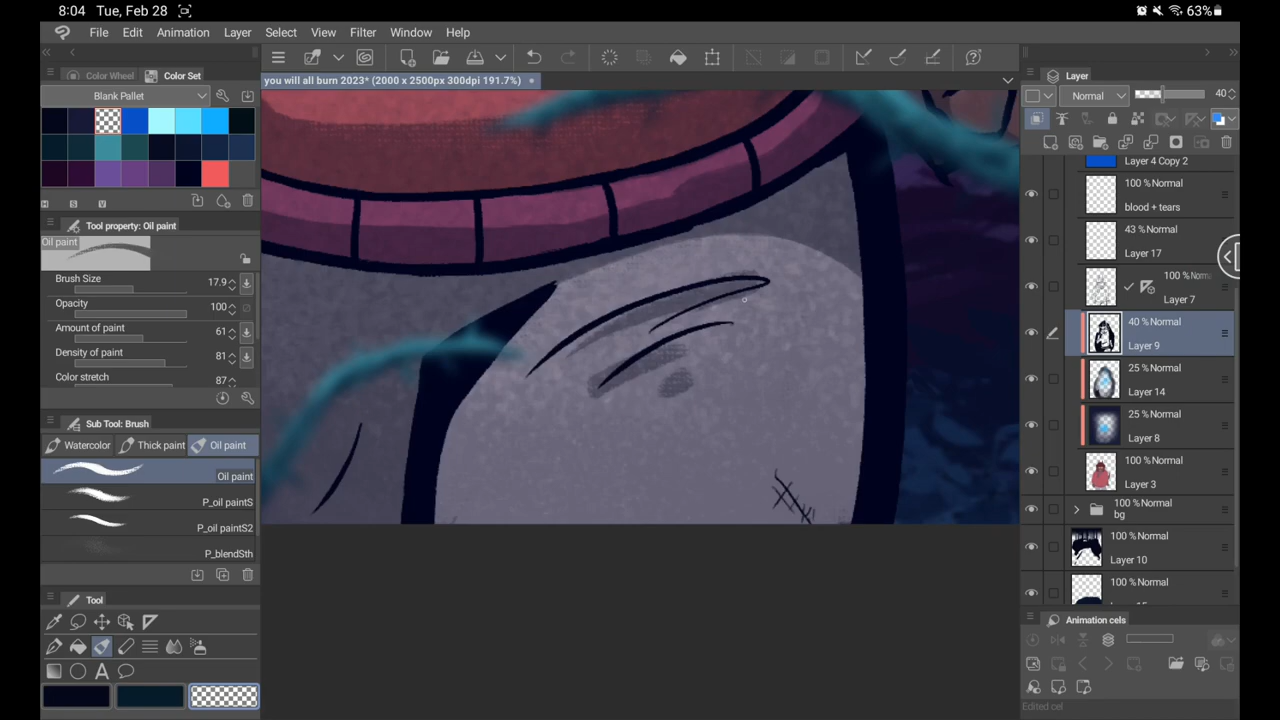 8:04 Tue, Feb 28 63%
File Edit Animation Layer Select View Filter Window Help
Color Wheel Color Set
Blank Pallet
H S V
Tool property: Oil paint
Oil paint
Brush Size 17.9
Opacity 100
Amount of paint 61
Density of paint 81
Color stretch 87
Sub Tool: Brush
Watercolor Thick paint Oil paint
Oil paint
P_oil paintS
P_oil paintS2
P_blendSth
Tool
you will all burn 2023* (2000 x 2500px 300dpi 191.7%)
Layer
Normal 40
Layer 4 Copy 2
100 %Normal
blood + tears
43 %Normal
Layer 17
100 %Norm
Layer 7
40 %Normal
Layer 9
25 %Normal
Layer 14
25 %Normal
Layer 8
100 %Normal
Layer 3
100 %Normal
bg
100 %Normal
Layer 10
100 %Normal
Animation cels
Edited cel